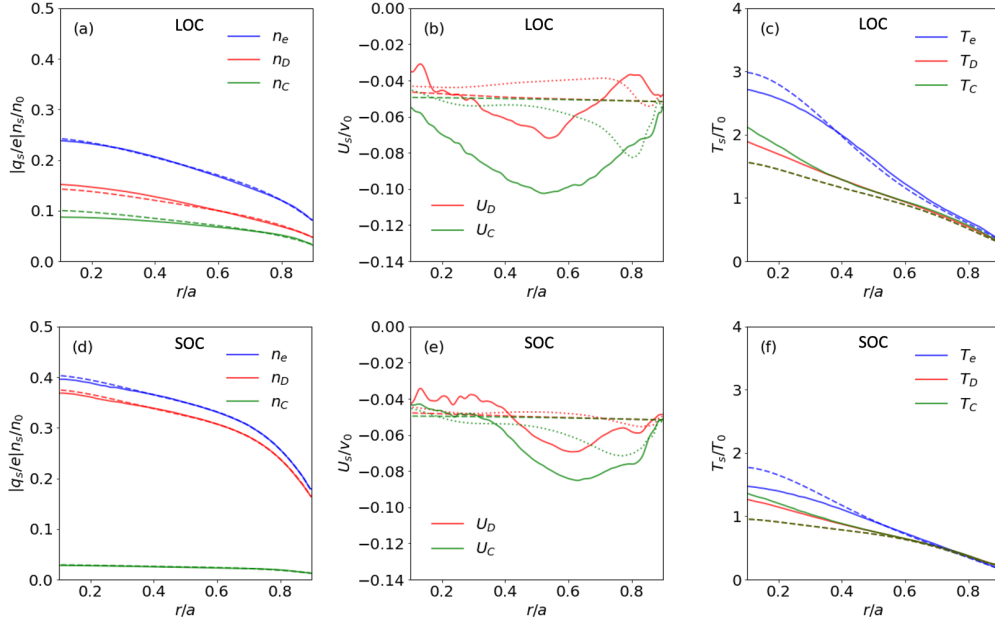 (a) LOC
n_e
n_D
n_C
|q_s/e|n_s/n_0
0.5
0.4
0.3
0.2
0.1
0.0
0.2 0.4 0.6 0.8
r/a
(b) LOC
U_s/v_0
−0.00
−0.02
−0.04
−0.06
−0.08
−0.10
−0.12
−0.14
U_D
U_C
0.2 0.4 0.6 0.8
r/a
(c) LOC
T_e
T_D
T_C
T_s/T_0
4
3
2
1
0
0.2 0.4 0.6 0.8
r/a
(d) SOC
n_e
n_D
n_C
|q_s/e|n_s/n_0
0.5
0.4
0.3
0.2
0.1
0.0
0.2 0.4 0.6 0.8
r/a
(e) SOC
U_s/v_0
−0.00
−0.02
−0.04
−0.06
−0.08
−0.10
−0.12
−0.14
U_D
U_C
0.2 0.4 0.6 0.8
r/a
(f) SOC
T_e
T_D
T_C
T_s/T_0
4
3
2
1
0
0.2 0.4 0.6 0.8
r/a